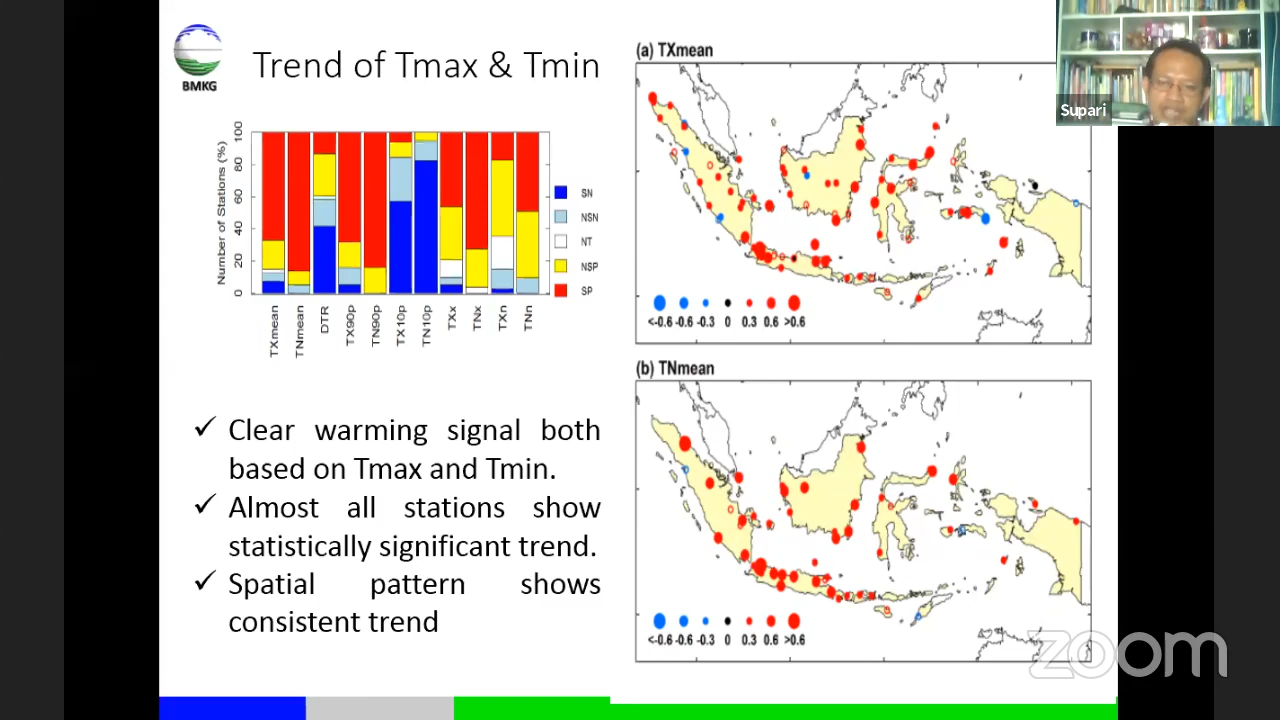 BMKG
Trend of Tmax & Tmin
Number of Stations (%)
100
80
60
40
20
0
SN
NSN
NT
NSP
SP
TXmean
TNmean
DTR
TX90p
TN90p
TX10p
TN10p
TXx
TNx
TXn
TNn
✓ Clear warming signal both
based on Tmax and Tmin.
✓ Almost all stations show
statistically significant trend.
✓ Spatial pattern shows
consistent trend
(a) TXmean
<-0.6 -0.6 -0.3 0 0.3 0.6 >0.6
(b) TNmean
<-0.6 -0.6 -0.3 0 0.3 0.6 >0.6
Supari
zoom